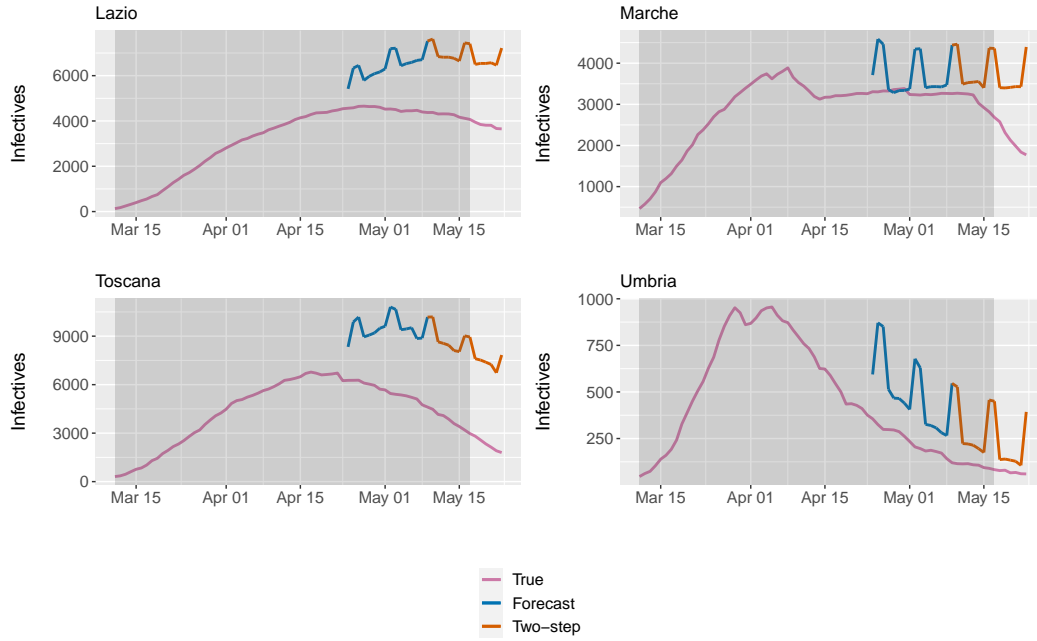 Lazio
Infectives
6000
4000
2000
0
Mar 15 Apr 01 Apr 15 May 01 May 15
Marche
Infectives
4000
3000
2000
1000
Mar 15 Apr 01 Apr 15 May 01 May 15
Toscana
Infectives
9000
6000
3000
0
Mar 15 Apr 01 Apr 15 May 01 May 15
Umbria
Infectives
1000
750
500
250
Mar 15 Apr 01 Apr 15 May 01 May 15
True
Forecast
Two−step